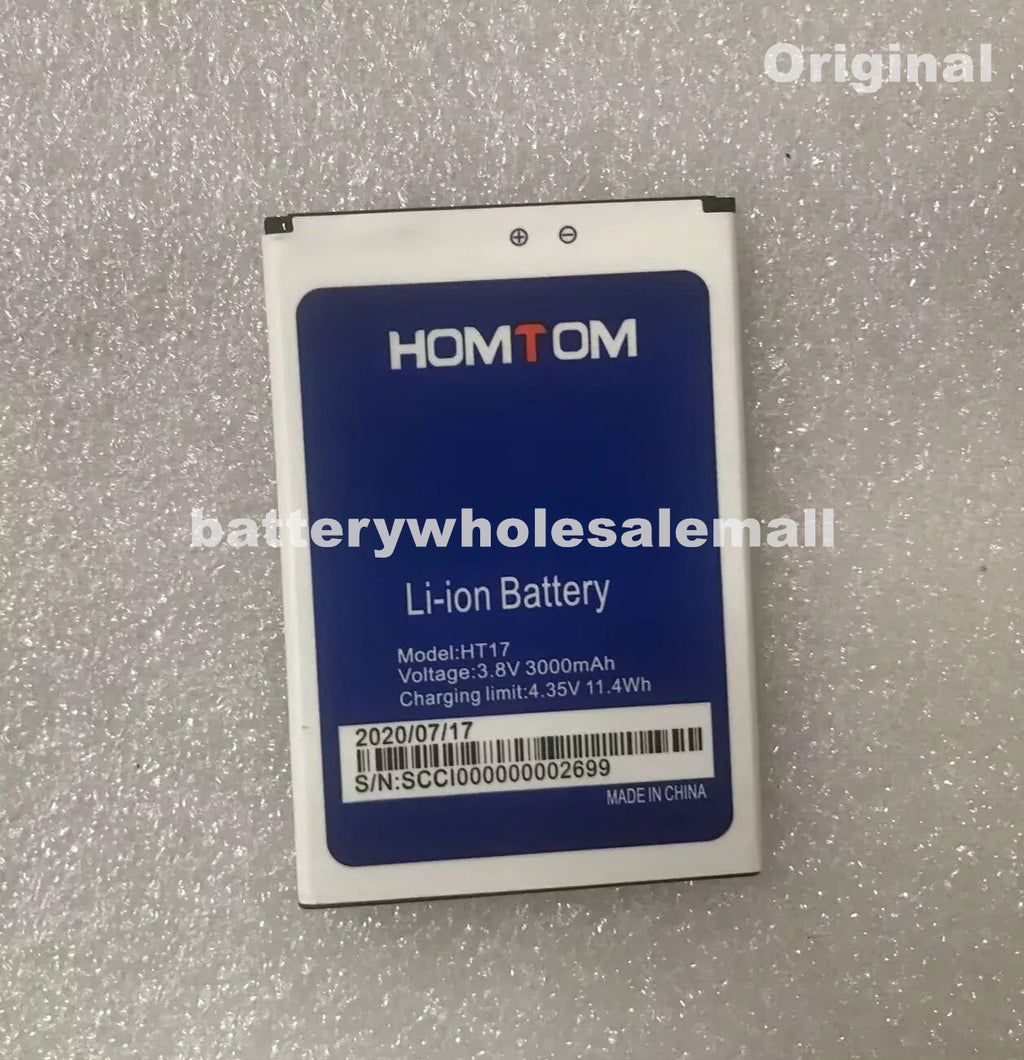 Original
⊕ ⊖
HOMTOM
batterywholesalemall
Li-ion Battery
Model:HT17
Voltage:3.8V 3000mAh
Charging limit:4.35V 11.4Wh
2020/07/17
S/N:SCCI000000002699
MADE IN CHINA